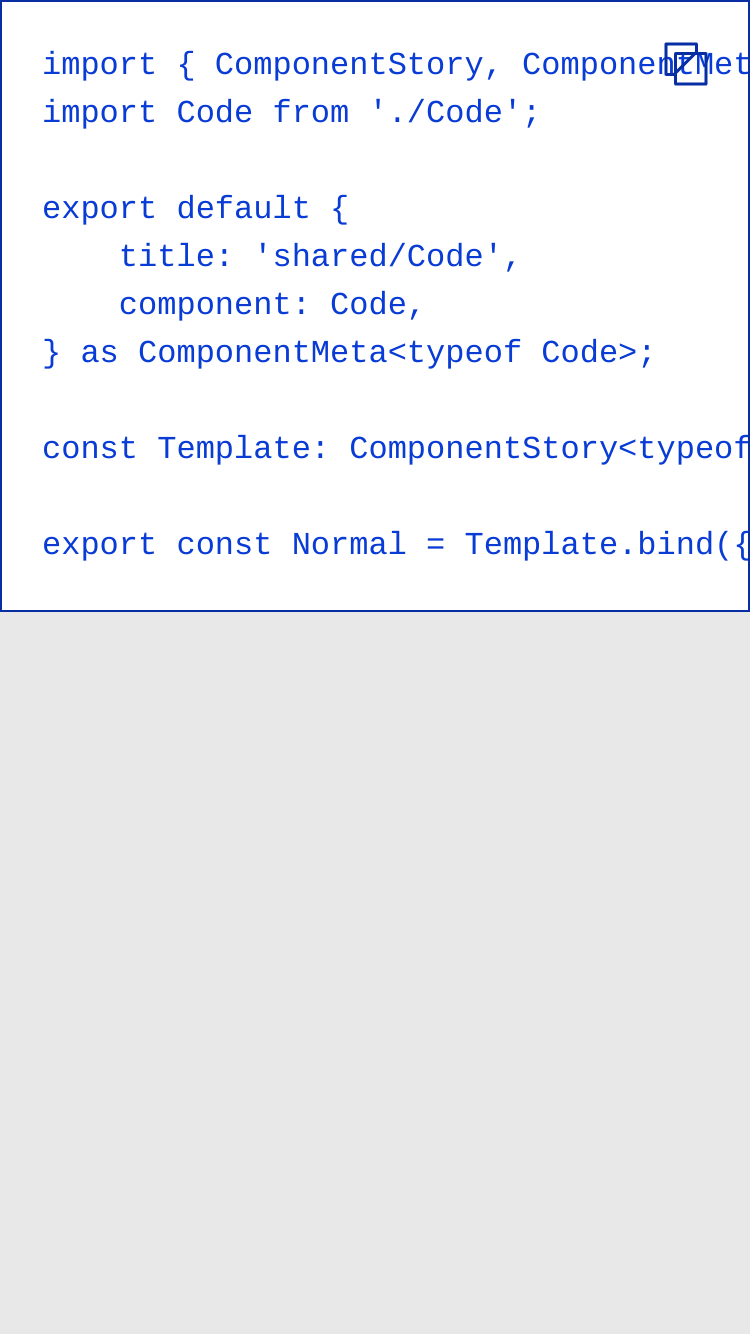 import { ComponentStory, ComponentMet
import Code from './Code';
export default {
    title: 'shared/Code',
    component: Code,
} as ComponentMeta<typeof Code>;
const Template: ComponentStory<typeof
export const Normal = Template.bind({